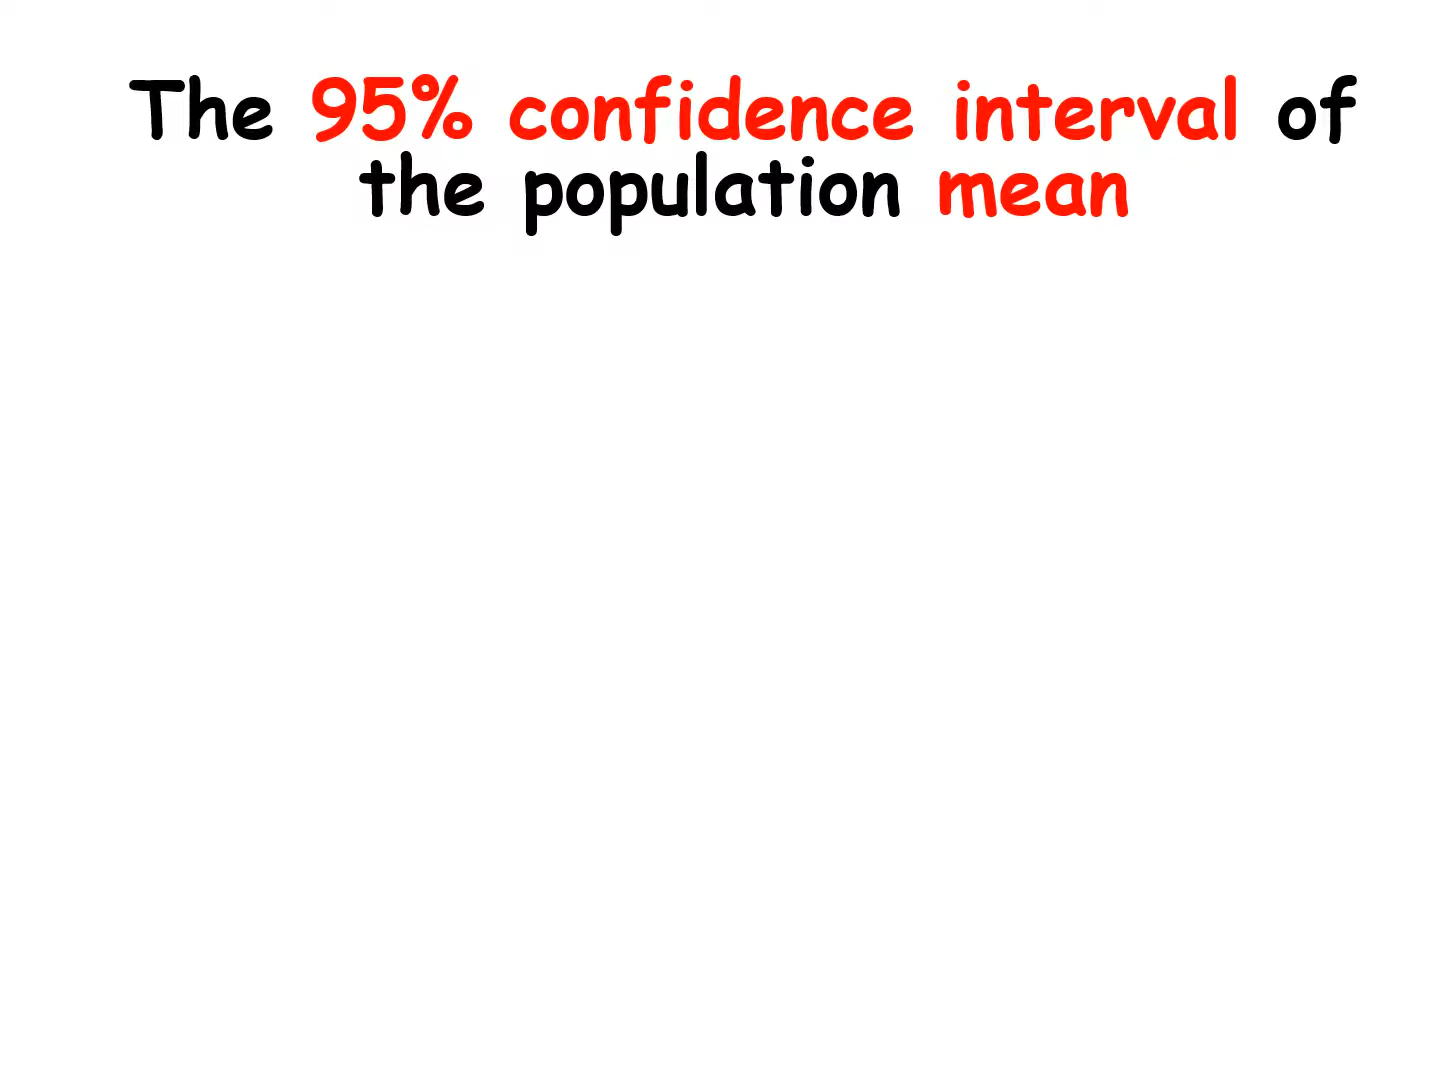 The 95% confidence interval of
the population mean